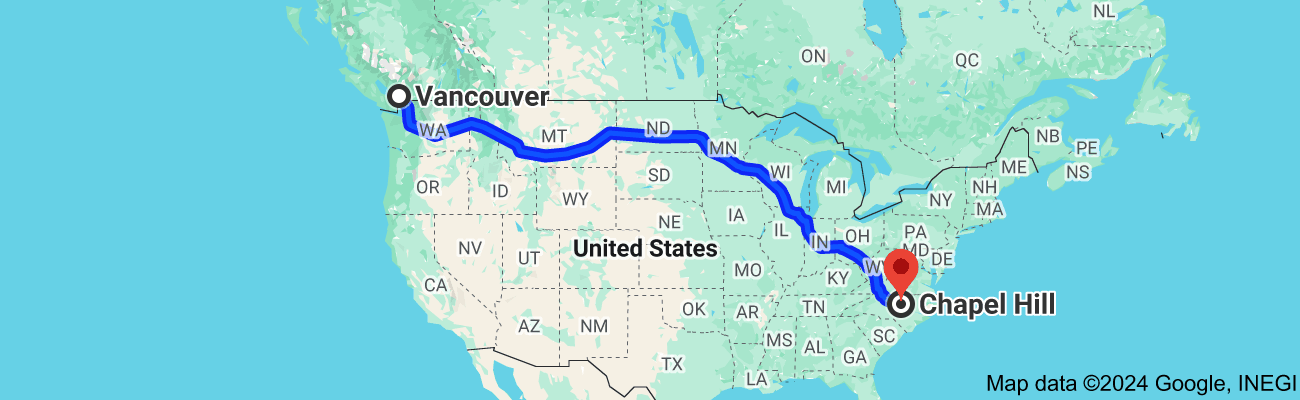 NL
ON
QC
Vancouver
WA
MT
ND
MN
NB
PE
ME
NS
OR
ID
SD
WI
MI
NH
NY
MA
WY
IA
NE
IL
OH
PA
IN
MD
DE
NV
United States
UT
MO
KY
WV
CA
Chapel Hill
AZ
NM
OK
AR
TN
SC
MS
AL
GA
TX
LA
Map data ©2024 Google, INEGI